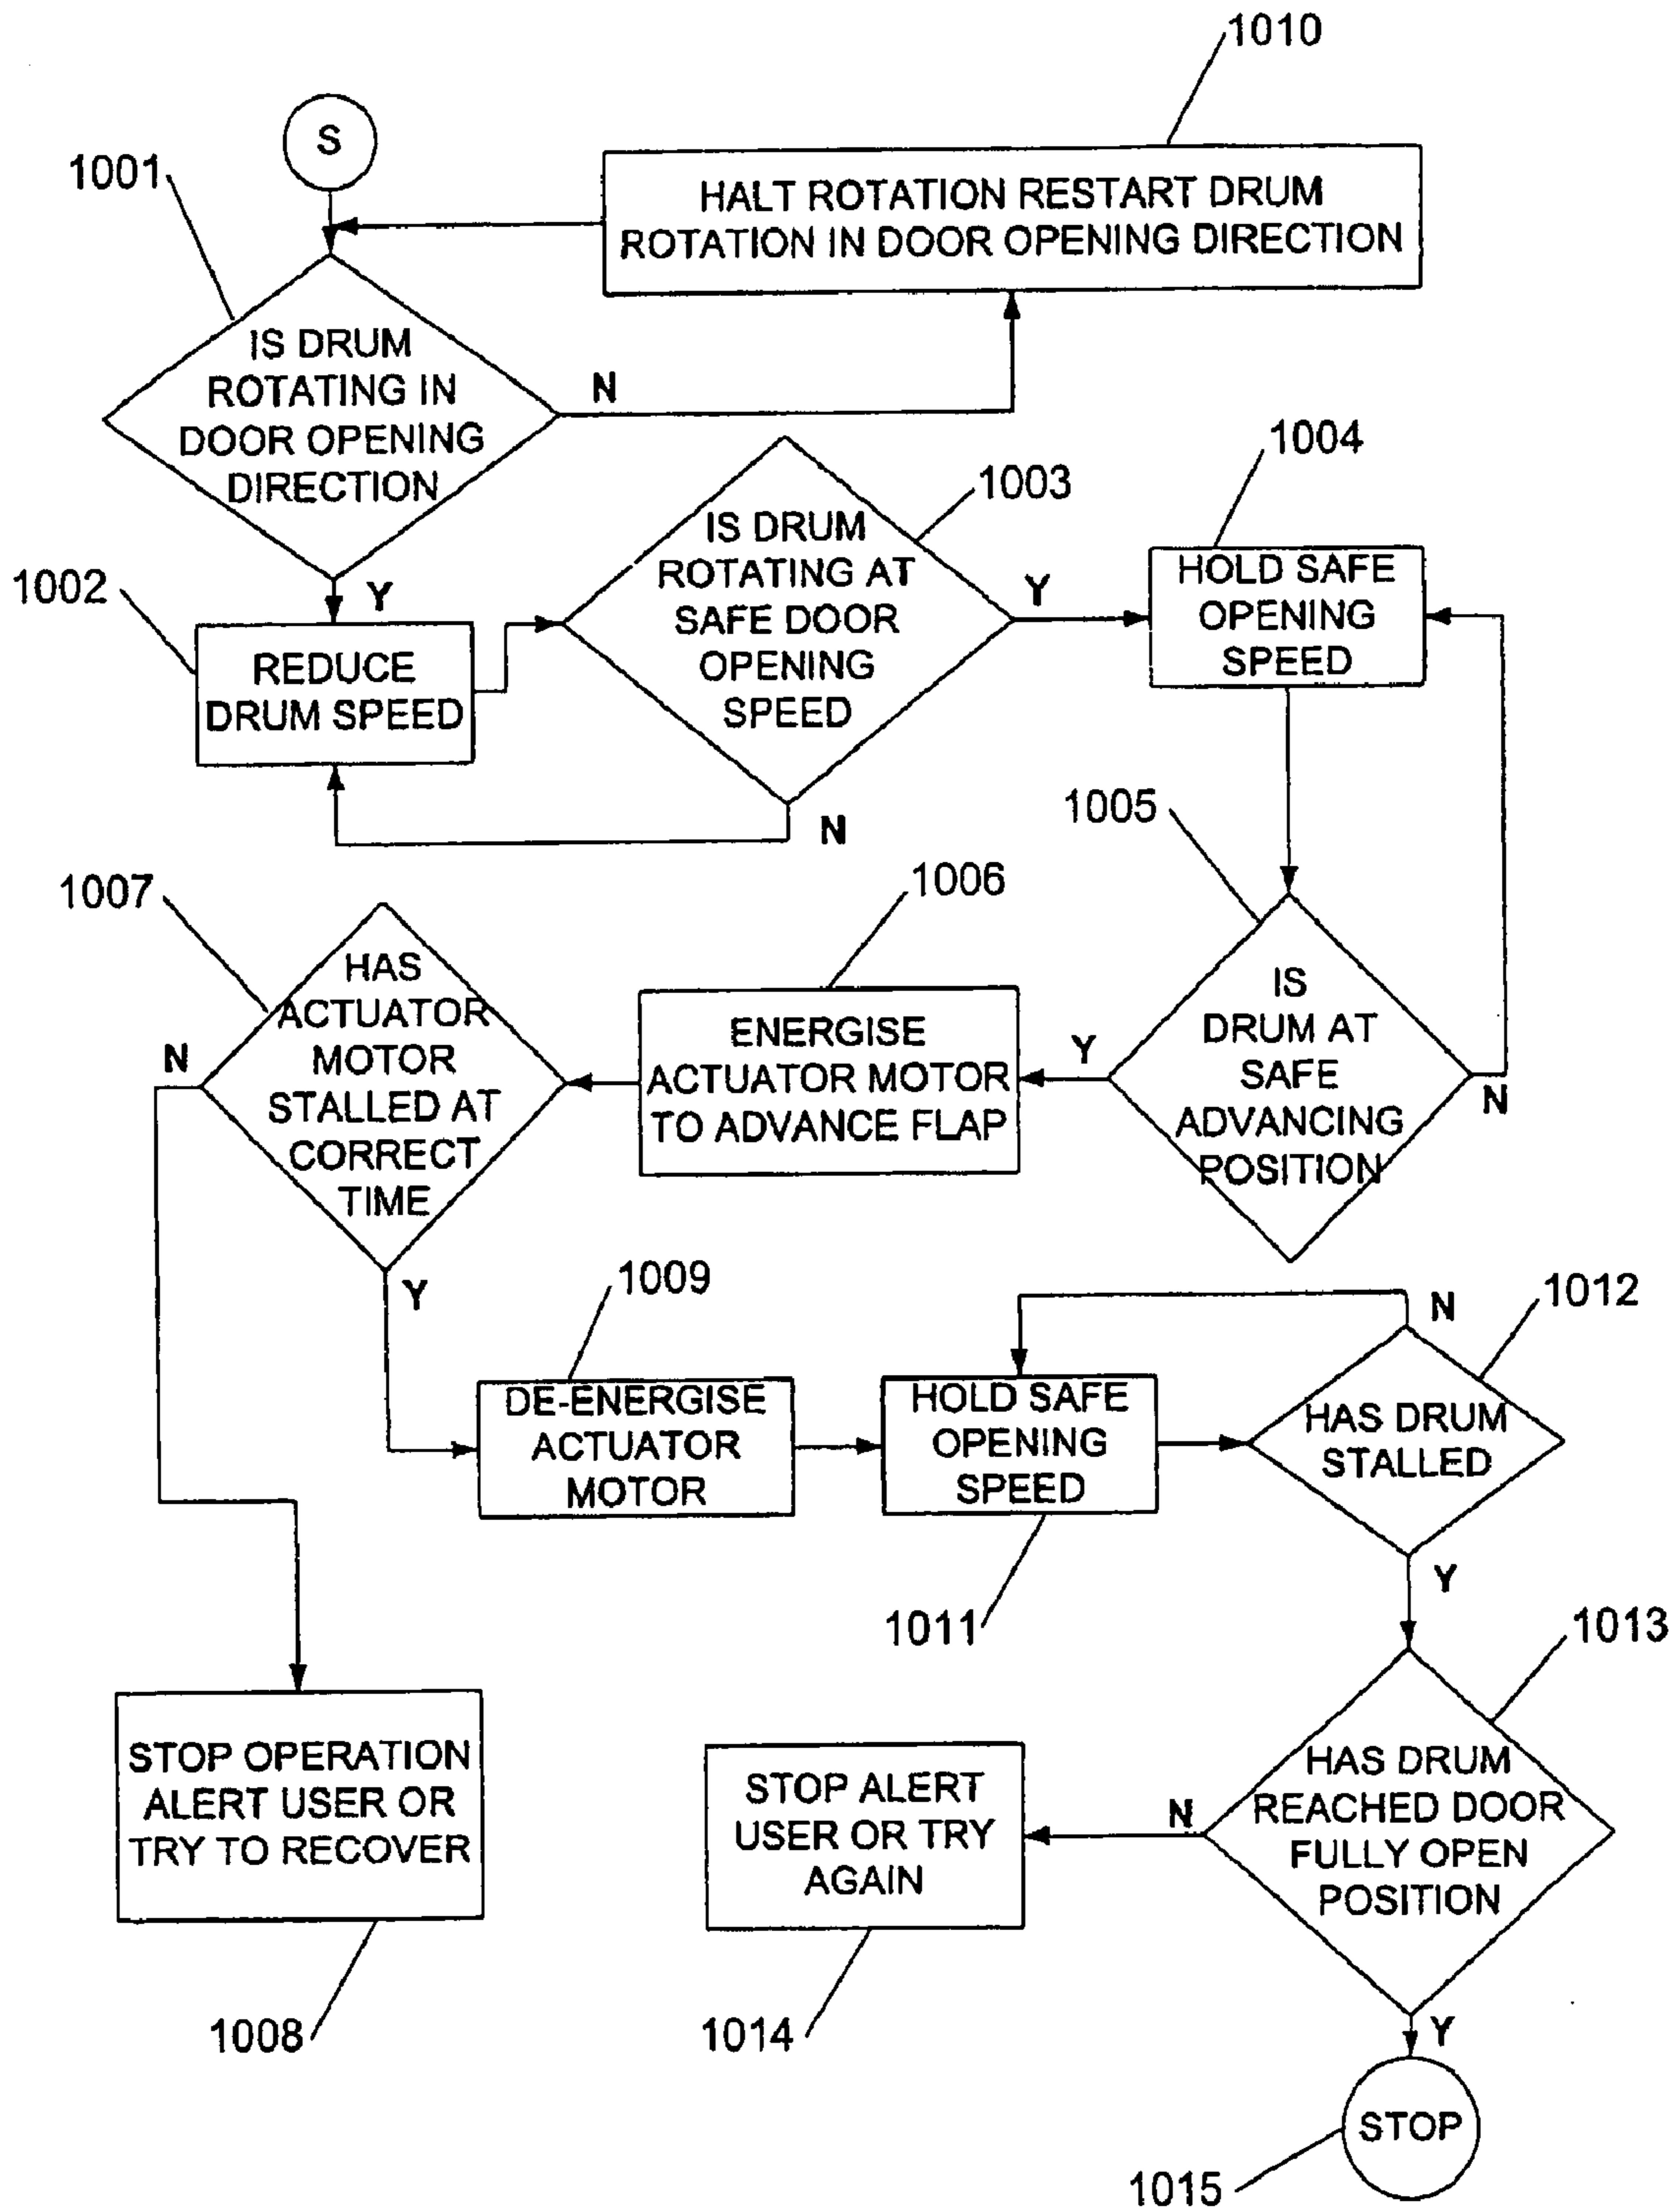 1010
S
1001
HALT ROTATION RESTART DRUM
ROTATION IN DOOR OPENING DIRECTION
IS DRUM
ROTATING IN
DOOR OPENING
DIRECTION
N
Y
1002
REDUCE
DRUM SPEED
1003
IS DRUM
ROTATING AT
SAFE DOOR
OPENING
SPEED
Y
N
1004
HOLD SAFE
OPENING
SPEED
1005
IS
DRUM AT
SAFE
ADVANCING
POSITION
Y
N
1006
ENERGISE
ACTUATOR MOTOR
TO ADVANCE FLAP
1007
HAS
ACTUATOR
MOTOR
STALLED AT
CORRECT
TIME
N
Y
1009
DE-ENERGISE
ACTUATOR
MOTOR
HOLD SAFE
OPENING
SPEED
1011
1012
HAS DRUM
STALLED
N
Y
1013
HAS DRUM
REACHED DOOR
FULLY OPEN
POSITION
N
Y
STOP OPERATION
ALERT USER OR
TRY TO RECOVER
1008
STOP ALERT
USER OR TRY
AGAIN
1014
STOP
1015